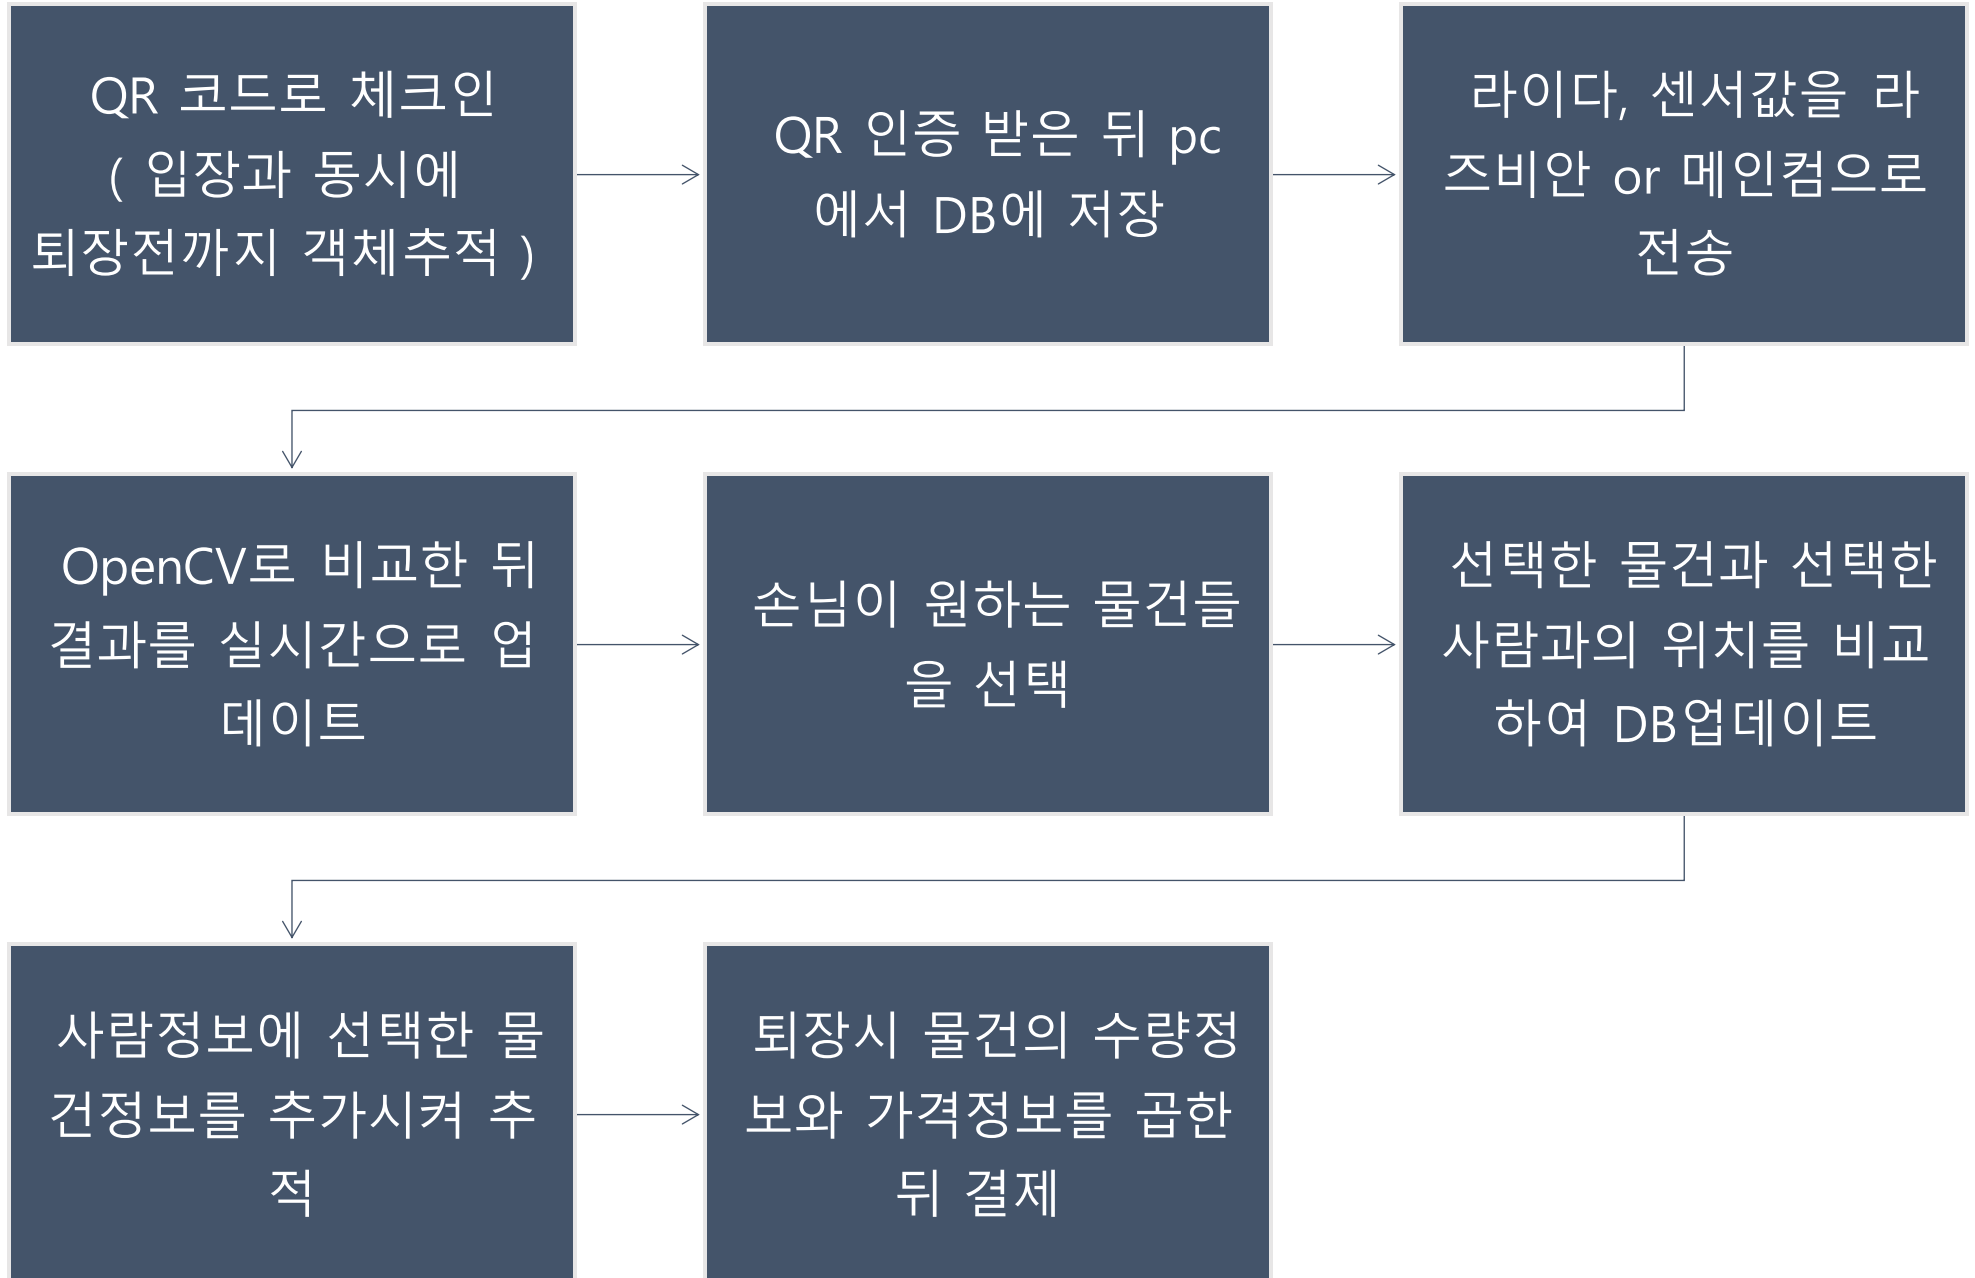 QR 코드로 체크인
( 입장과 동시에
퇴장전까지 객체추적 )
QR 인증 받은 뒤 pc
에서 DB에 저장
라이다, 센서값을 라
즈비안 or 메인컴으로
전송
OpenCV로 비교한 뒤
결과를 실시간으로 업
데이트
손님이 원하는 물건들
을 선택
선택한 물건과 선택한
사람과의 위치를 비교
하여 DB업데이트
사람정보에 선택한 물
건정보를 추가시켜 추
적
퇴장시 물건의 수량정
보와 가격정보를 곱한
뒤 결제